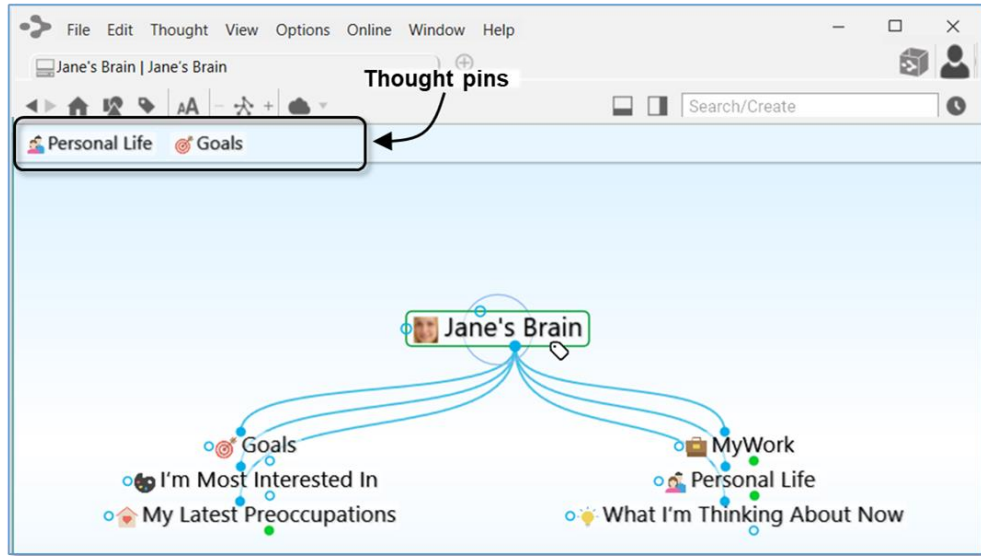 File Edit Thought View Options Online Window Help
Jane's Brain | Jane's Brain
Thought pins
AA
Search/Create
Personal Life Goals
Jane's Brain
Goals MyWork
I'm Most Interested In Personal Life
My Latest Preoccupations What I'm Thinking About Now